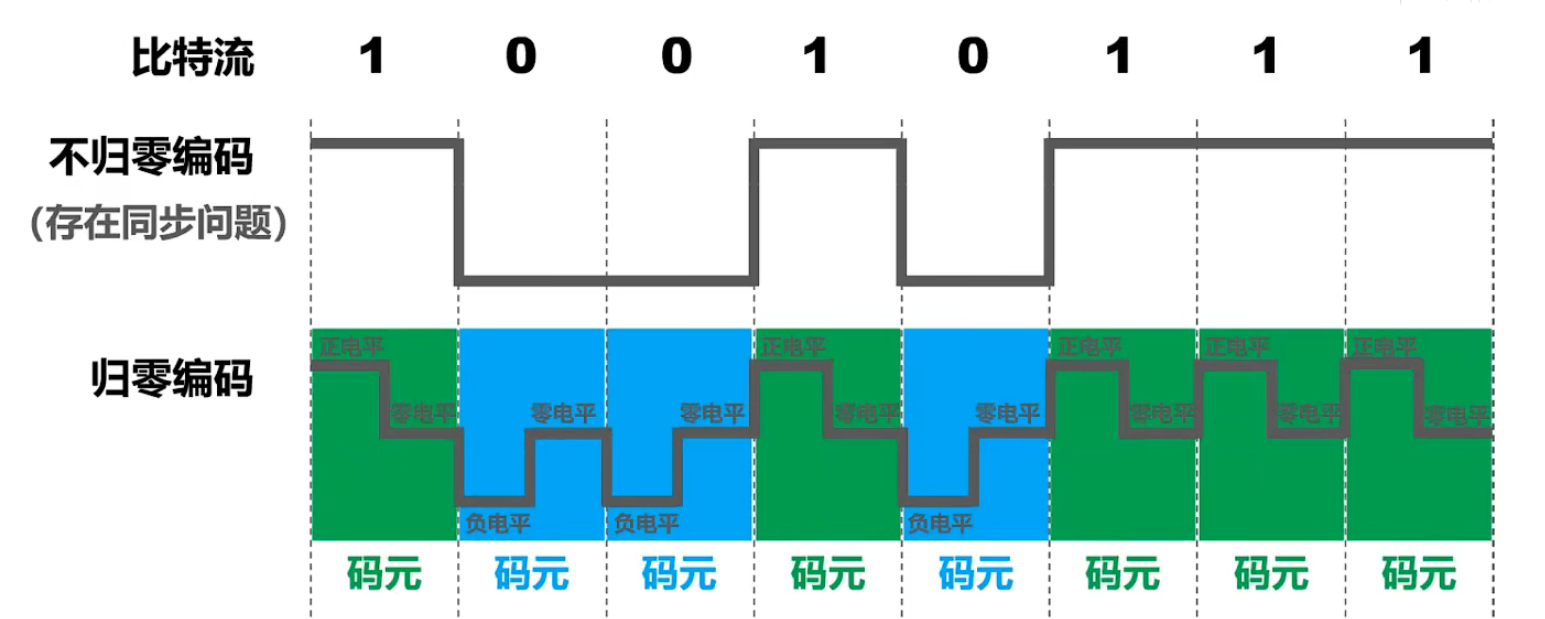 比特流 1 0 0 1 0 1 1 1
不归零编码
(存在同步问题)
归零编码
正电平 正电平 正电平 正电平 正电平
零电平 零电平 零电平 零电平 零电平 零电平 零电平 零电平
负电平 负电平 负电平
码元 码元 码元 码元 码元 码元 码元 码元